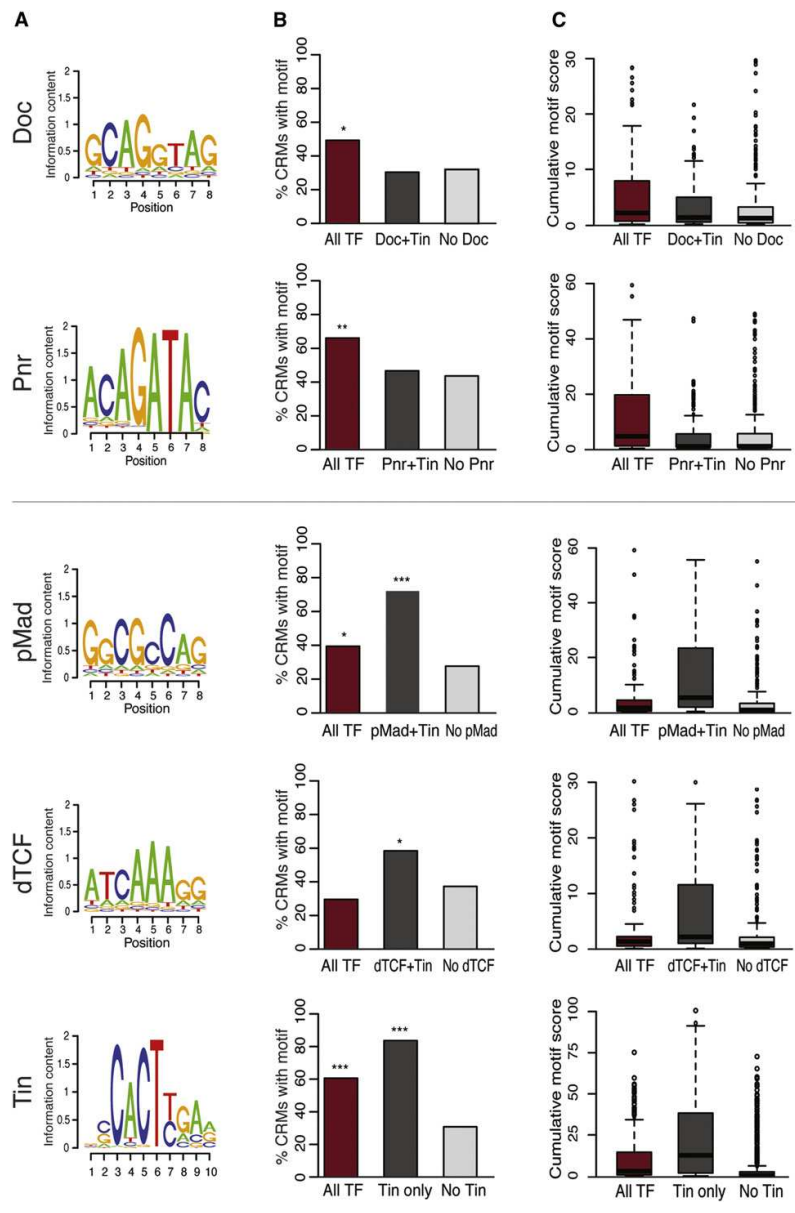 A
B
C
Doc
Information content
2
1.5
1
0.5
0
GCAGGTAG
1 2 3 4 5 6 7 8
Position
% CRMs with motif
100
80
60
40
20
0
*
All TF Doc+Tin No Doc
Cumulative motif score
30
20
10
0
All TF Doc+Tin No Doc
Pnr
Information content
2
1.5
1
0.5
0
ACAGATAC
1 2 3 4 5 6 7 8
Position
% CRMs with motif
100
80
60
40
20
0
**
All TF Pnr+Tin No Pnr
Cumulative motif score
60
40
20
0
All TF Pnr+Tin No Pnr
pMad
Information content
2
1.5
1
0.5
0
GGCGCCAG
1 2 3 4 5 6 7 8
Position
% CRMs with motif
100
80
60
40
20
0
* ***
All TF pMad+Tin No pMad
Cumulative motif score
60
40
20
0
All TF pMad+Tin No pMad
dTCF
Information content
2
1.5
1
0.5
0
ATCAAAGG
1 2 3 4 5 6 7 8
Position
% CRMs with motif
100
80
60
40
20
0
*
All TF dTCF+Tin No dTCF
Cumulative motif score
30
20
10
0
All TF dTCF+Tin No dTCF
Tin
Information content
2
1.5
1
0.5
0
CACTTGAA
1 2 3 4 5 6 7 8 9 10
% CRMs with motif
100
80
60
40
20
0
*** ***
All TF Tin only No Tin
Cumulative motif score
100
75
50
25
0
All TF Tin only No Tin